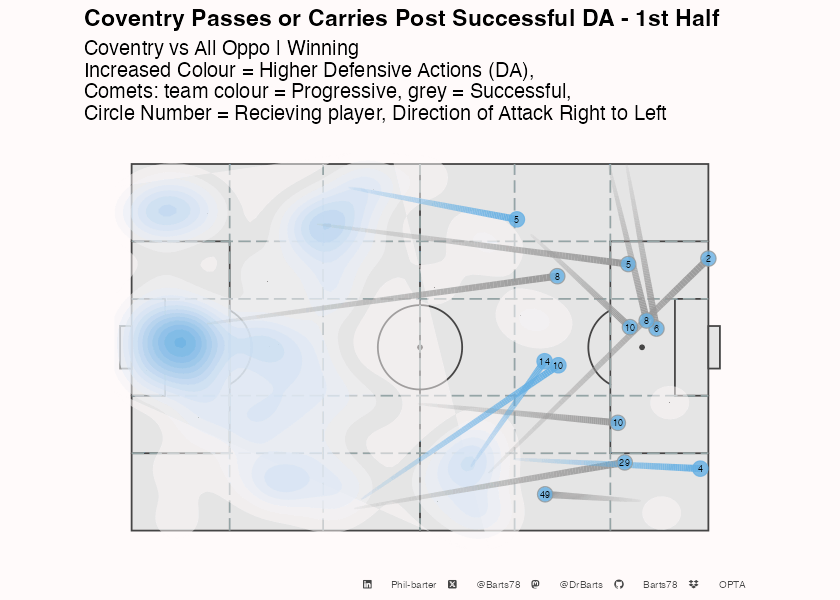 Coventry Passes or Carries Post Successful DA - 1st Half
Coventry vs All Oppo | Winning
Increased Colour = Higher Defensive Actions (DA),
Comets: team colour = Progressive, grey = Successful,
Circle Number = Recieving player, Direction of Attack Right to Left
5
2
5
8
8
10
6
14
10
10
29
4
49
Phil-barter @Barts78 @DrBarts Barts78 OPTA